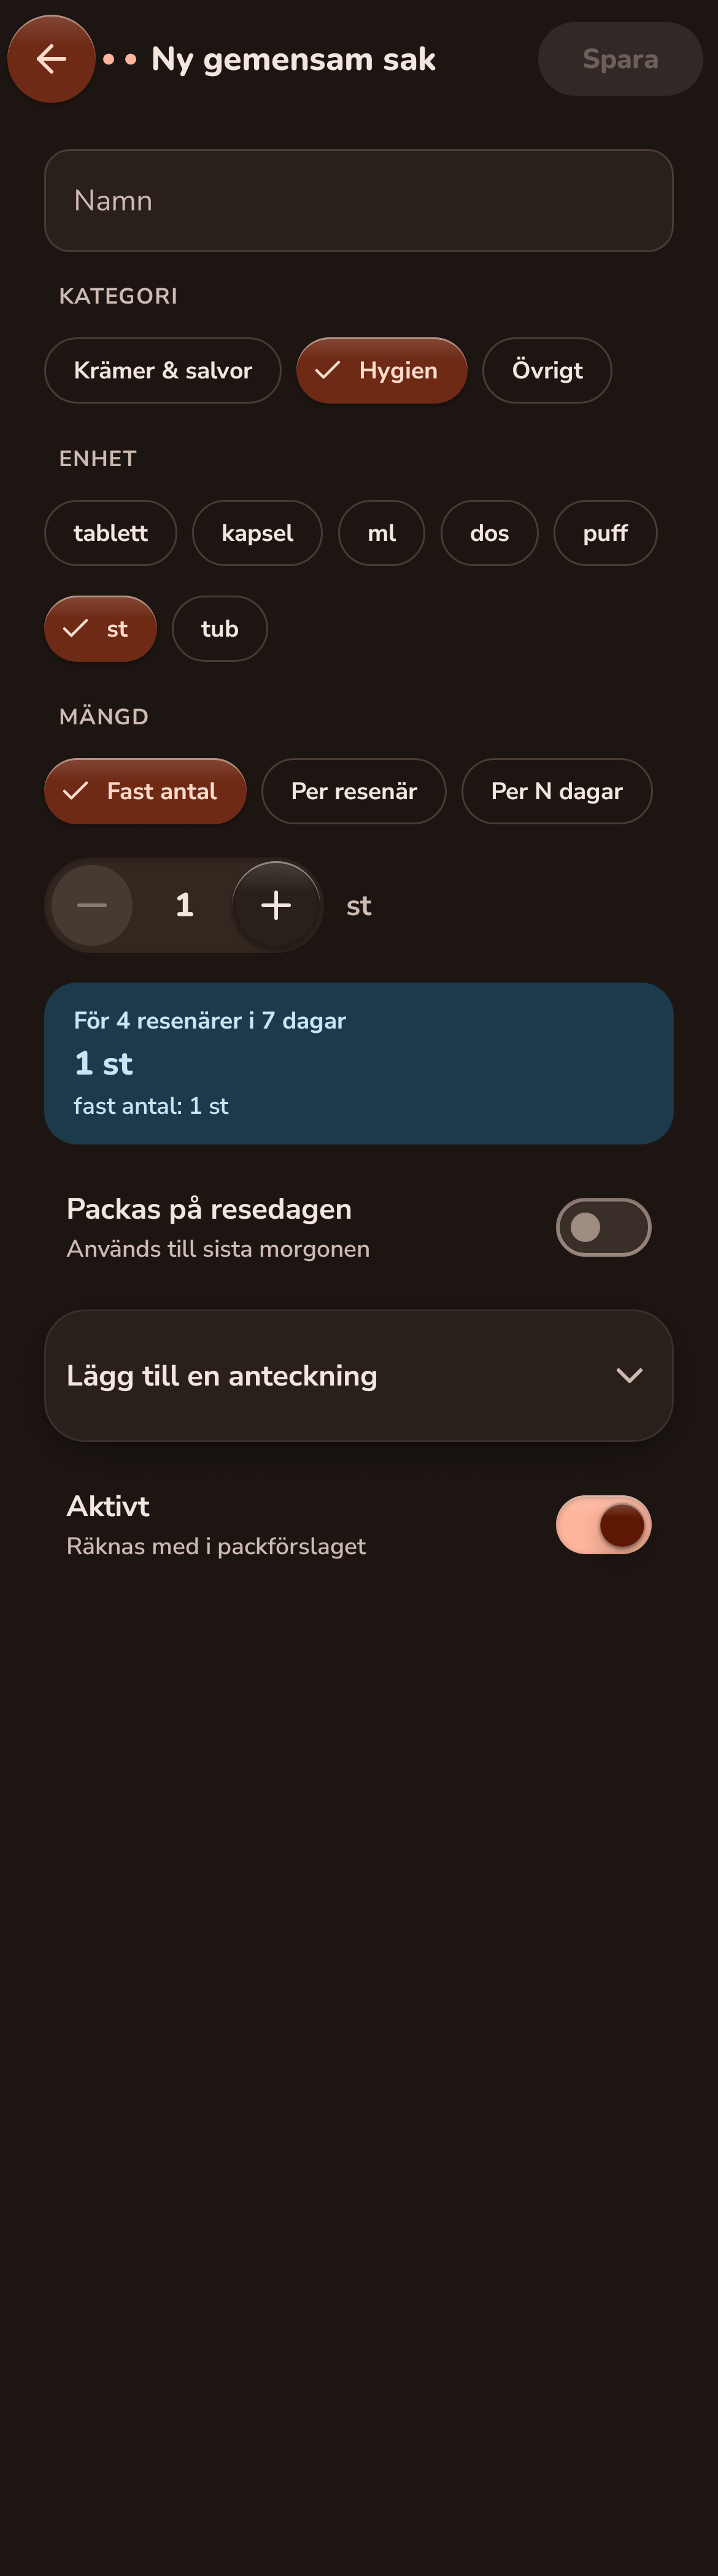 Ny gemensam sak
Spara
Namn
KATEGORI
Krämer & salvor
Hygien
Övrigt
ENHET
tablett
kapsel
ml
dos
puff
st
tub
MÄNGD
Fast antal
Per resenär
Per N dagar
1
st
För 4 resenärer i 7 dagar
1 st
fast antal: 1 st
Packas på resedagen
Används till sista morgonen
Lägg till en anteckning
Aktivt
Räknas med i packförslaget